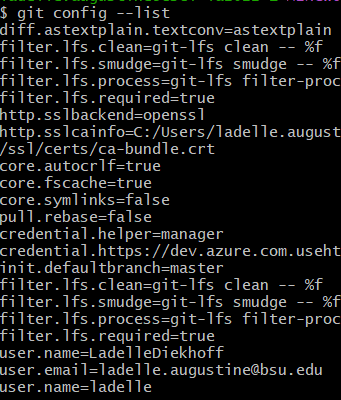 $ git config --list
diff.astextplain.textconv=astextplain
filter.lfs.clean=git-lfs clean -- %f
filter.lfs.smudge=git-lfs smudge -- %f
filter.lfs.process=git-lfs filter-proc
filter.lfs.required=true
http.sslbackend=openssl
http.sslcainfo=C:/Users/ladelle.august
/ssl/certs/ca-bundle.crt
core.autocrlf=true
core.fscache=true
core.symlinks=false
pull.rebase=false
credential.helper=manager
credential.https://dev.azure.com.useht
init.defaultbranch=master
filter.lfs.clean=git-lfs clean -- %f
filter.lfs.smudge=git-lfs smudge -- %f
filter.lfs.process=git-lfs filter-proc
filter.lfs.required=true
user.name=LadelleDiekhoff
user.email=ladelle.augustine@bsu.edu
user.name=ladelle